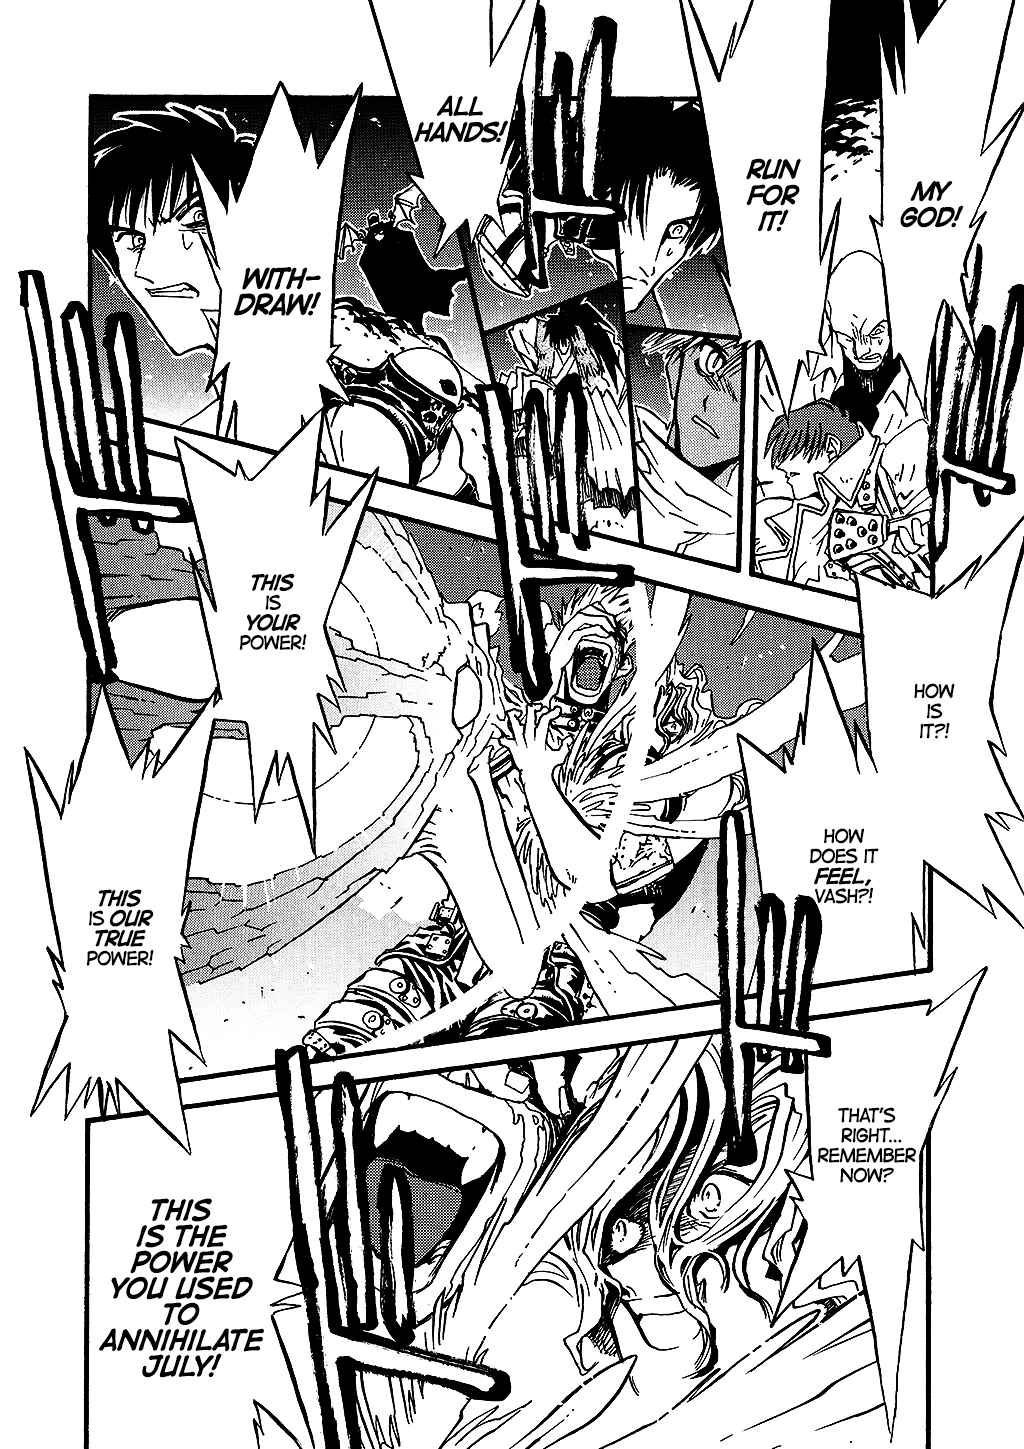 MY
GOD!
RUN
FOR
IT!
ALL
HANDS!
WITH-
DRAW!
HOW
IS
IT?!
HOW
DOES IT
FEEL,
VASH?!
THIS
IS
YOUR
POWER!
THIS
IS OUR
TRUE
POWER!
THAT'S
RIGHT...
REMEMBER
NOW?
THIS
IS THE
POWER
YOU USED
TO
ANNIHILATE
JULY!